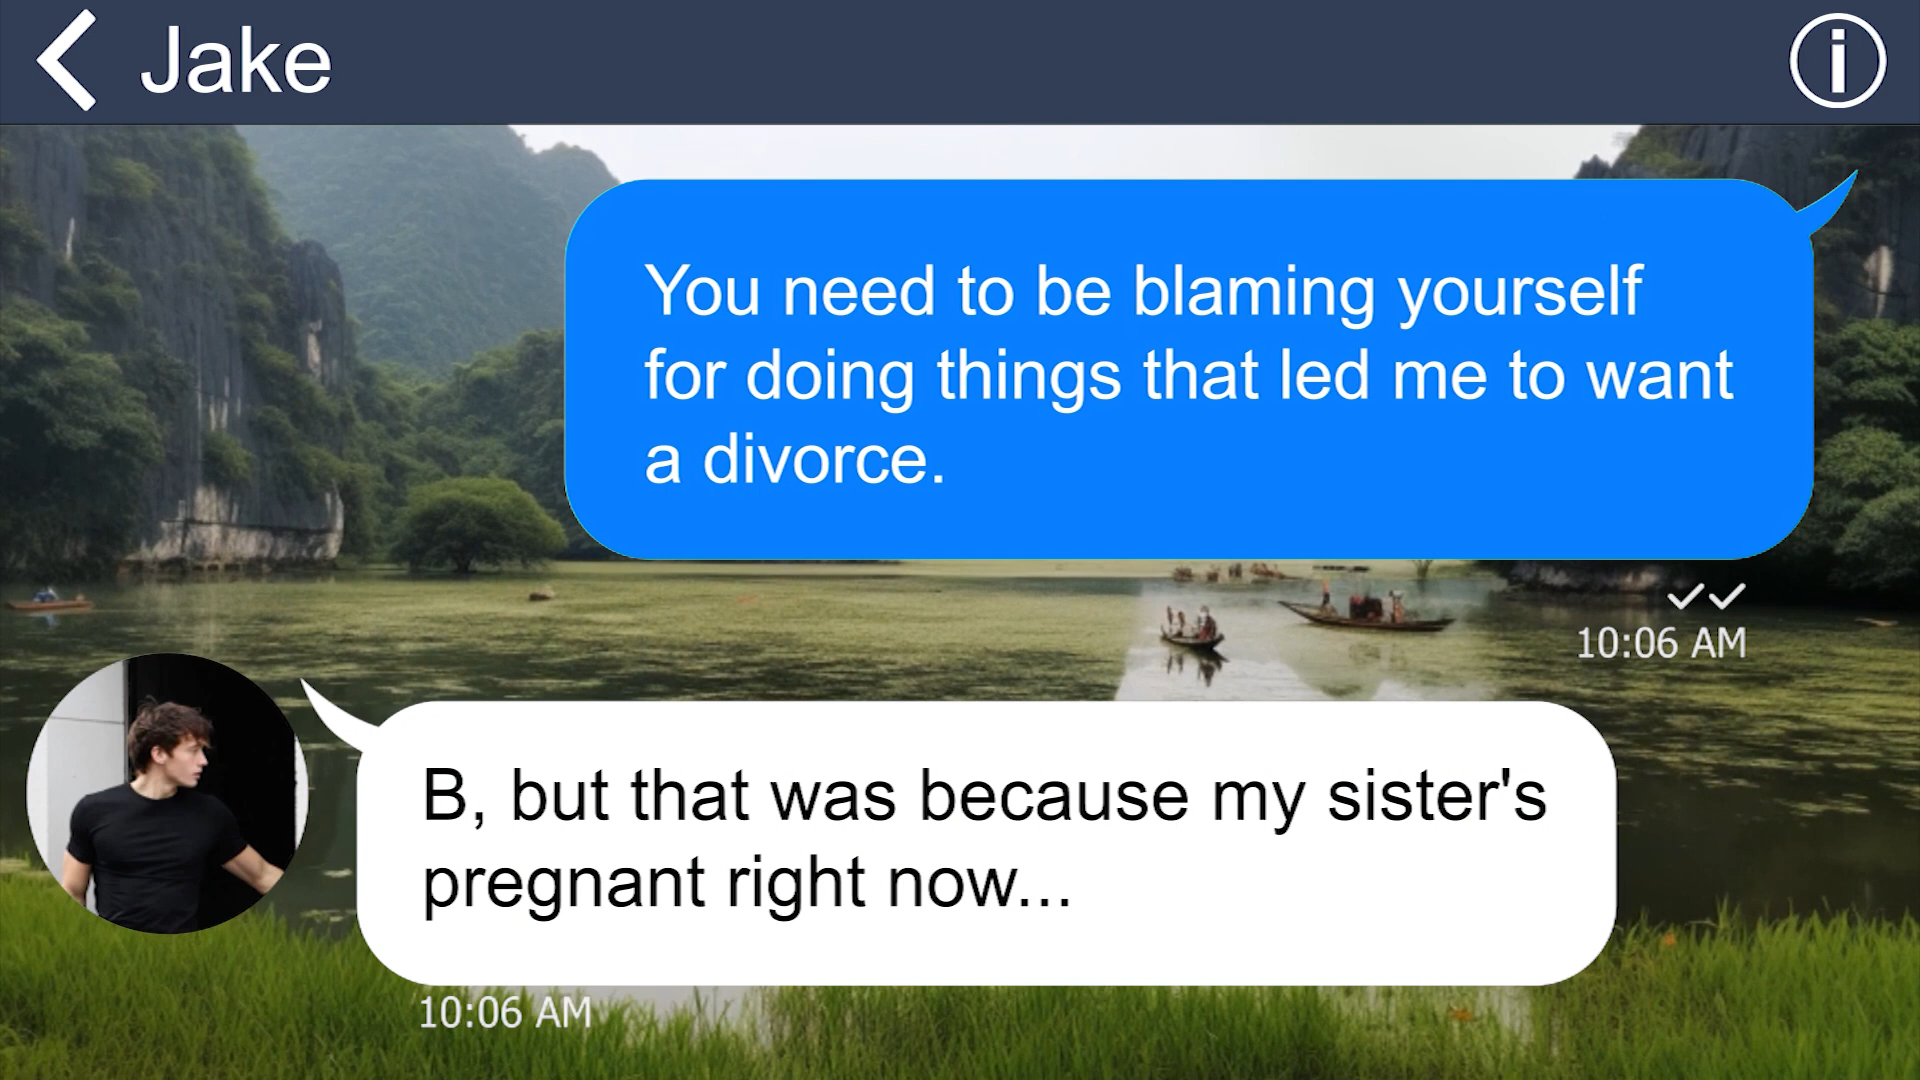 Jake
You need to be blaming yourself
for doing things that led me to want
a divorce.
10:06 AM
B, but that was because my sister's
pregnant right now...
10:06 AM